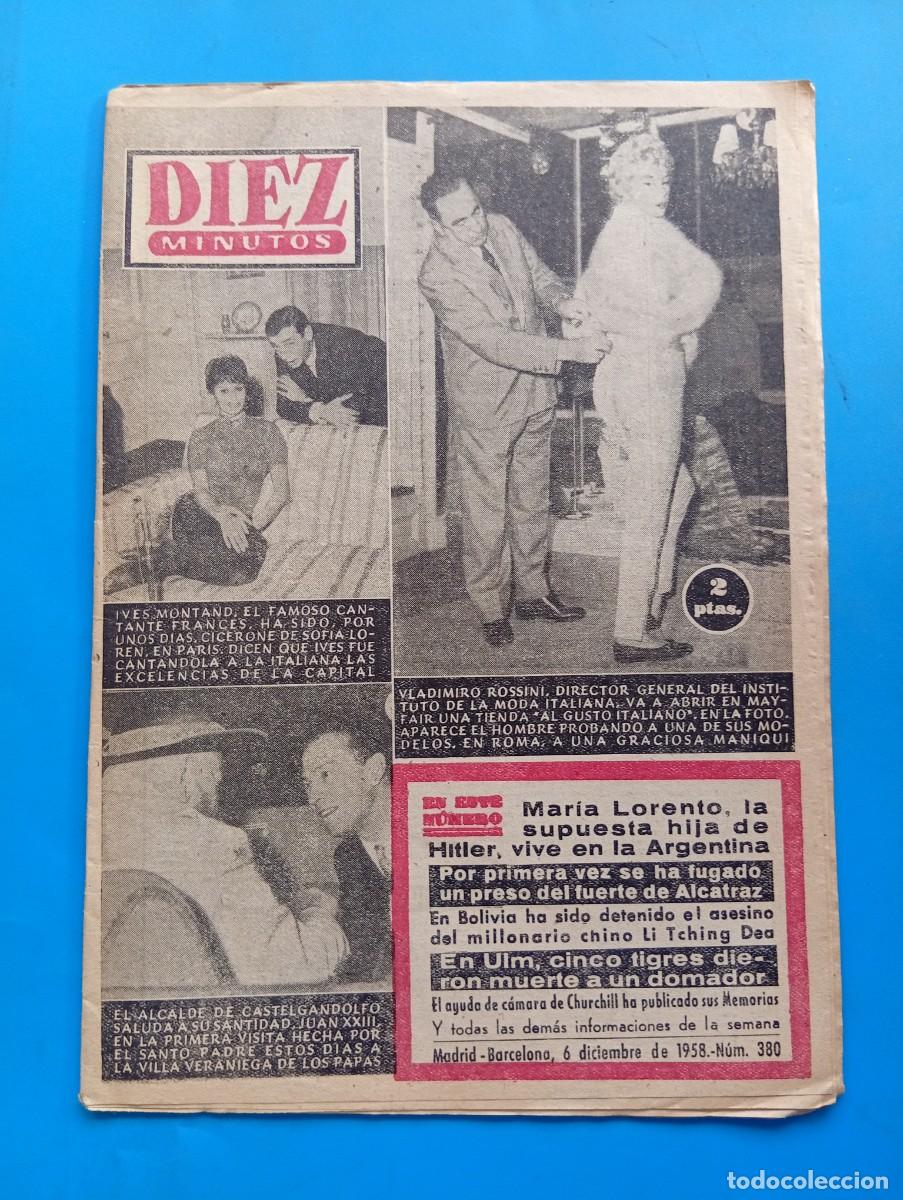 DIEZ
MINUTOS
IVES MONTAND, EL FAMOSO CAN-
TANTE FRANCES, HA SIDO, POR
UNOS DIAS, CICERONE DE SOFIA LO-
REN, EN PARIS. DICEN QUE IVES FUE
CANTANDOLA A LA ITALIANA LAS
EXCELENCIAS DE LA CAPITAL
2
ptas.
VLADIMIRO ROSSINI, DIRECTOR GENERAL DEL INSTI-
TUTO DE LA MODA ITALIANA, VA A ABRIR EN MAY-
FAIR UNA TIENDA "AL GUSTO ITALIANO". EN LA FOTO,
APARECE EL HOMBRE PROBANDO A UNA DE SUS MO-
DELOS, EN ROMA, A UNA GRACIOSA MANIQUI
EL ALCALDE DE CASTELGANDOLFO
SALUDA A SU SANTIDAD, JUAN XXIII,
EN LA PRIMERA VISITA HECHA POR
EL SANTO PADRE ESTOS DIAS A
LA VILLA VERANIEGA DE LOS PAPAS
EN ESTE
NÚMERO
María Lorento, la
supuesta hija de
Hitler, vive en la Argentina
Por primera vez se ha fugado
un preso del fuerte de Alcatraz
En Bolivia ha sido detenido el asesino
del millonario chino Li Tching Dea
En Ulm, cinco tigres die-
ron muerte a un domador
El ayuda de cámara de Churchill ha publicado sus Memorias
Y todas las demás informaciones de la semana
Madrid-Barcelona, 6 diciembre de 1958.-Núm. 380
todocoleccion